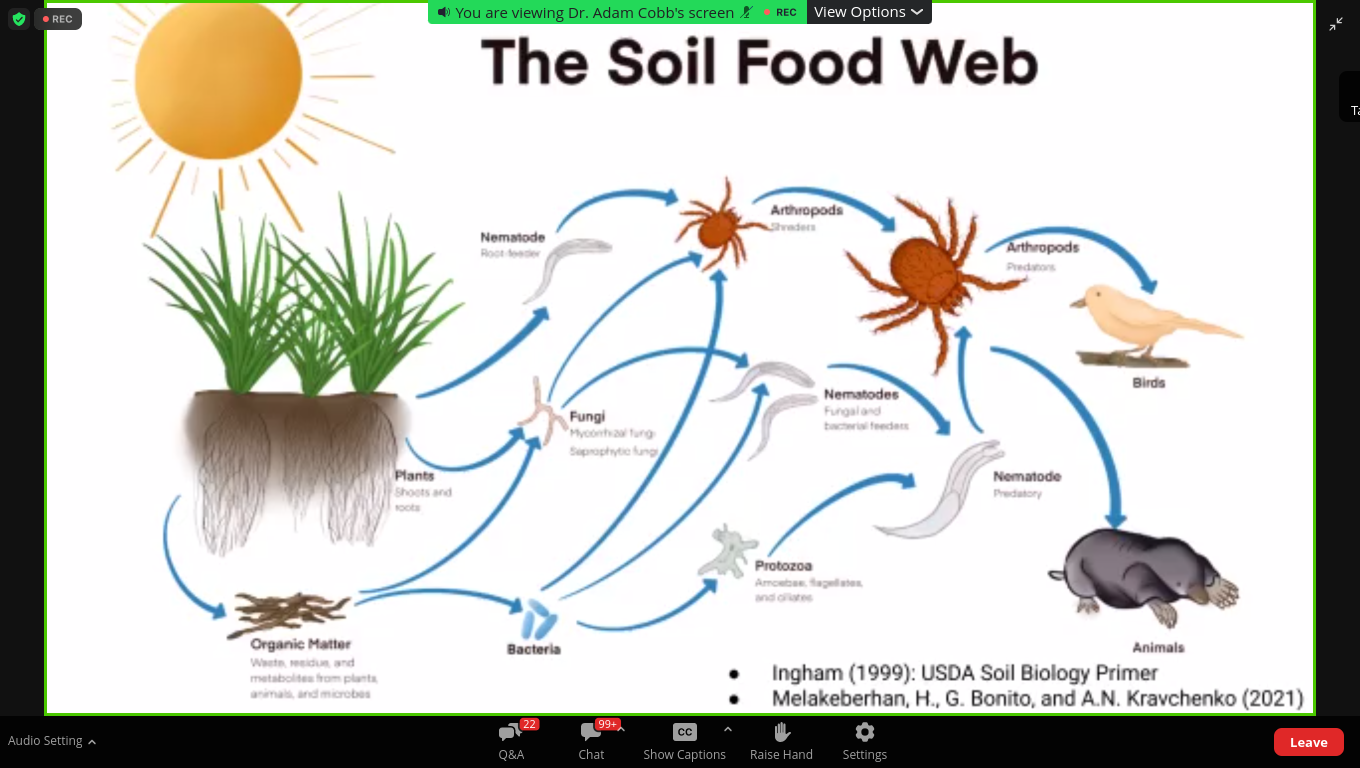 REC
You are viewing Dr. Adam Cobb's screen
REC
View Options
The Soil Food Web
Nematode
Root-feeder
Arthropods
Shreders
Arthropods
Predators
Birds
Nematodes
Fungal and
bacterial feeders
Fungi
Mycorrhizal fungi
Saprophytic fungi
Plants
Shoots and
roots
Nematode
Predatory
Protozoa
Amoebae, flagellates,
and ciliates
Organic Matter
Waste, residue, and
metabolites from plants,
animals, and microbes
Bacteria
Animals
● Ingham (1999): USDA Soil Biology Primer
● Melakeberhan, H., G. Bonito, and A.N. Kravchenko (2021)
Audio Setting
22
Q&A
99+
Chat
CC
Show Captions
Raise Hand
Settings
Leave